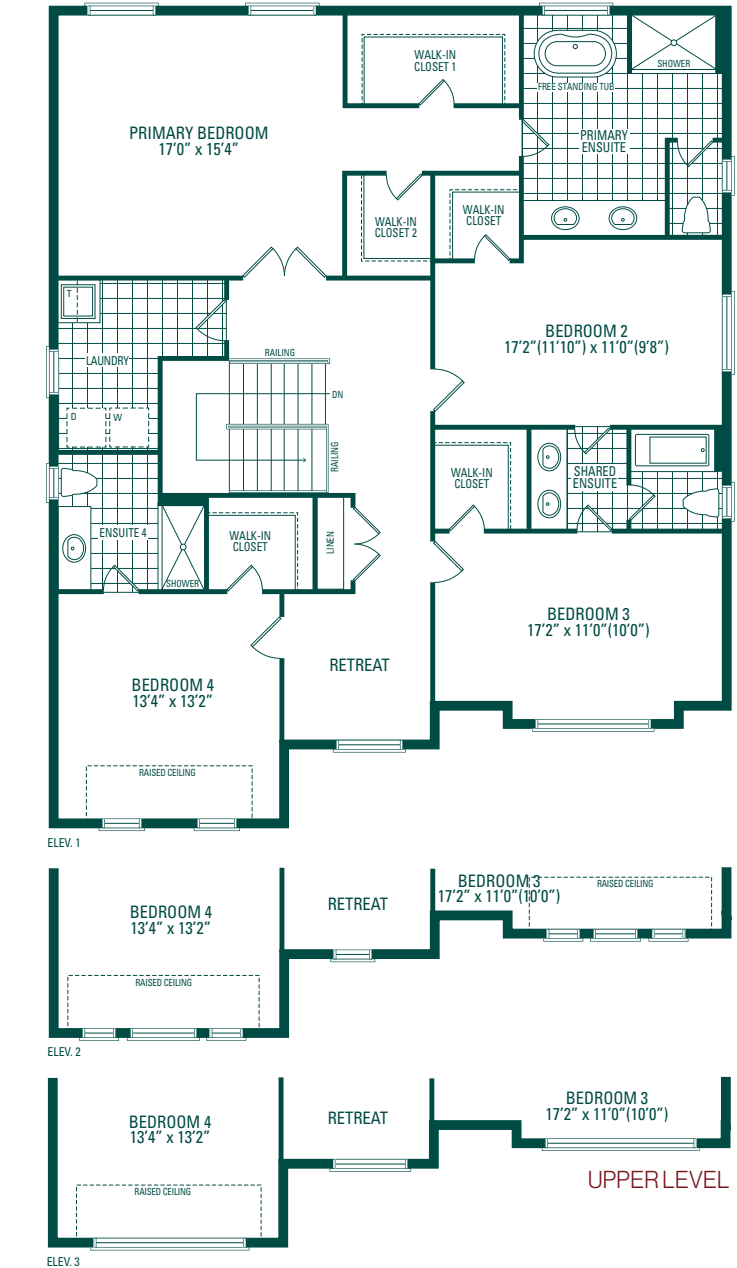 WALK-IN
CLOSET 1
SHOWER
FREE STANDING TUB
PRIMARY BEDROOM
17'0" x 15'4"
PRIMARY
ENSUITE
WALK-IN
CLOSET 2
WALK-IN
CLOSET
T
BEDROOM 2
17'2"(11'10") x 11'0"(9'8")
LAUNDRY
RAILING
DN
D
W
RAILING
WALK-IN
CLOSET
SHARED
ENSUITE
ENSUITE 4
WALK-IN
CLOSET
LINEN
SHOWER
BEDROOM 3
17'2" x 11'0"(10'0")
RETREAT
BEDROOM 4
13'4" x 13'2"
RAISED CEILING
ELEV. 1
BEDROOM 3
17'2" x 11'0"(10'0")
RAISED CEILING
RETREAT
BEDROOM 4
13'4" x 13'2"
RAISED CEILING
ELEV. 2
BEDROOM 3
17'2" x 11'0"(10'0")
RETREAT
BEDROOM 4
13'4" x 13'2"
UPPER LEVEL
RAISED CEILING
ELEV. 3